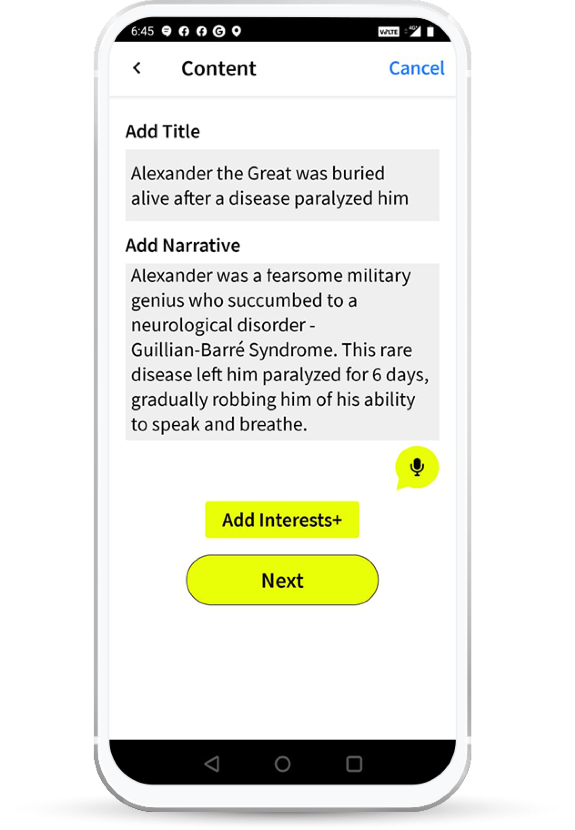 6:45
VoLTE 4G
Content
Cancel
Add Title
Alexander the Great was buried
alive after a disease paralyzed him
Add Narrative
Alexander was a fearsome military
genius who succumbed to a
neurological disorder -
Guillian-Barré Syndrome. This rare
disease left him paralyzed for 6 days,
gradually robbing him of his ability
to speak and breathe.
Add Interests+
Next